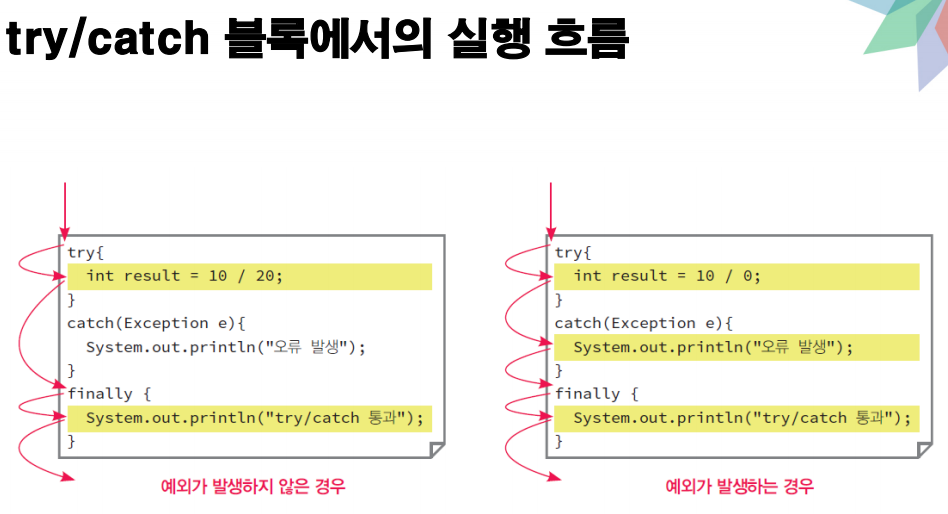 try/catch 블록에서의 실행 흐름
try{
int result = 10 / 20;
}
catch(Exception e){
System.out.println("오류 발생");
}
finally {
System.out.println("try/catch 통과");
}
예외가 발생하지 않은 경우
try{
int result = 10 / 0;
}
catch(Exception e){
System.out.println("오류 발생");
}
finally {
System.out.println("try/catch 통과");
}
예외가 발생하는 경우